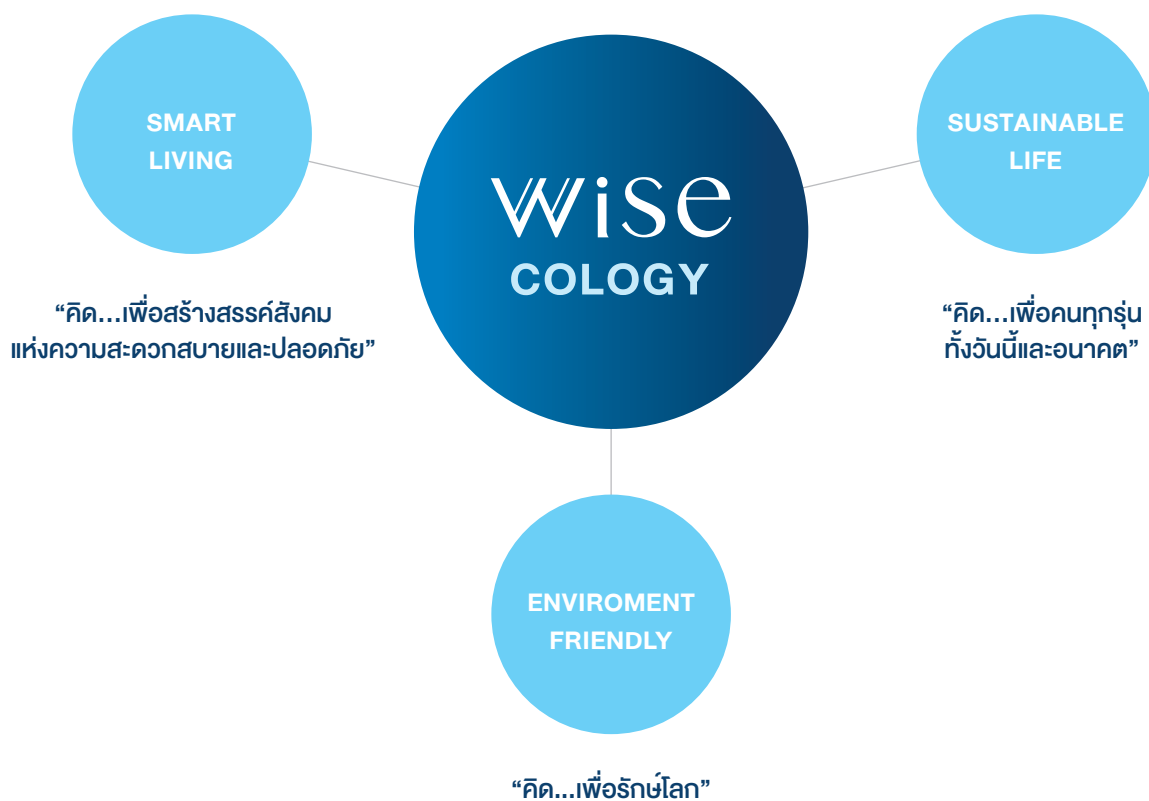 SMART
LIVING
“คิด...เพื่อสร้างสรรค์สังคม
แห่งความสะดวกสบายและปลอดภัย”
WiSe
COLOGY
SUSTAINABLE
LIFE
“คิด...เพื่อคนทุกรุ่น
ทั้งวันนี้และอนาคต”
ENVIROMENT
FRIENDLY
“คิด...เพื่อรักษ์โลก”